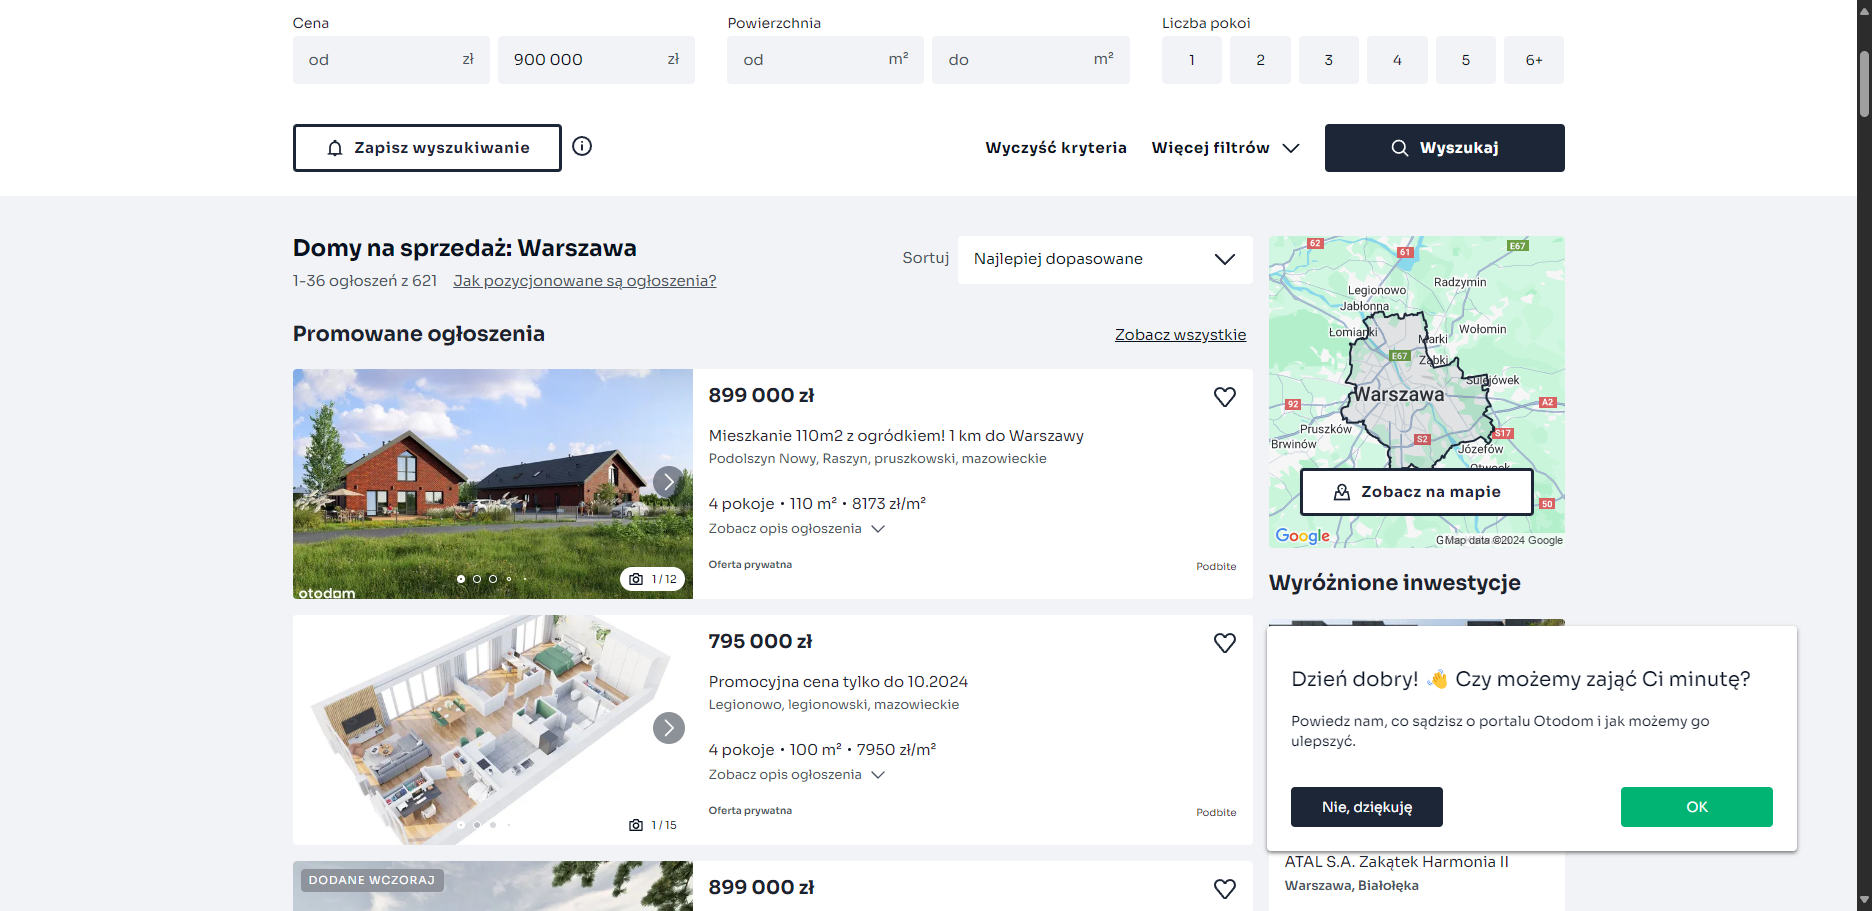 Cena
od zł
900 000 zł
Powierzchnia
od m²
do m²
Liczba pokoi
1 2 3 4 5 6+
Zapisz wyszukiwanie
Wyczyść kryteria
Więcej filtrów
Wyszukaj
Domy na sprzedaż: Warszawa
1-36 ogłoszeń z 621
Jak pozycjonowane są ogłoszenia?
Sortuj
Najlepiej dopasowane
Promowane ogłoszenia
Zobacz wszystkie
899 000 zł
Mieszkanie 110m2 z ogródkiem! 1 km do Warszawy
Podolszyn Nowy, Raszyn, pruszkowski, mazowieckie
4 pokoje • 110 m² • 8173 zł/m²
Zobacz opis ogłoszenia
Oferta prywatna
Podbite
otodom
1 / 12
795 000 zł
Promocyjna cena tylko do 10.2024
Legionowo, legionowski, mazowieckie
4 pokoje • 100 m² • 7950 zł/m²
Zobacz opis ogłoszenia
Oferta prywatna
Podbite
1 / 15
DODANE WCZORAJ
899 000 zł
62
61
E67
Radzymin
Legionowo
Jabłonna
Łomianki
Wołomin
Marki
E67
Ząbki
Sulejówek
Warszawa
92
A2
Pruszków
Brwinów
S2
S17
Józefów
Otwock
50
Zobacz na mapie
Google
Map data ©2024 Google
Wyróżnione inwestycje
Dzień dobry! 👋 Czy możemy zająć Ci minutę?
Powiedz nam, co sądzisz o portalu Otodom i jak możemy go
ulepszyć.
Nie, dziękuję
OK
ATAL S.A. Zakątek Harmonia II
Warszawa, Białołęka